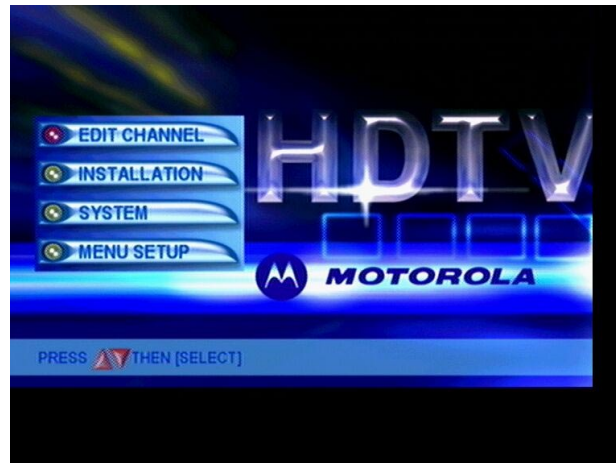 HDTV
EDIT CHANNEL
INSTALLATION
SYSTEM
MENU SETUP
MOTOROLA
PRESS THEN [SELECT]